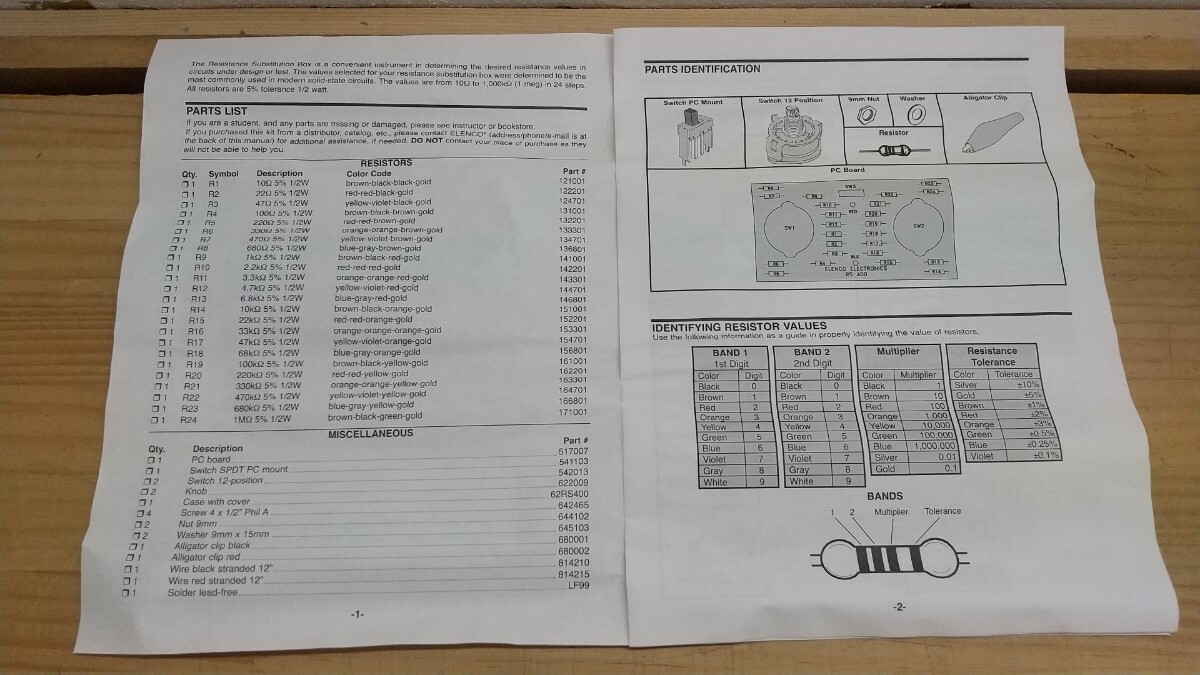 The Resistance Substitution Box is a convenient instrument in determining the desired resistance values in
circuits under design or test. The values selected for your resistance substitution box were determined to be the
most commonly used in modern solid-state circuits. The values are from 10Ω to 1,000kΩ (1 meg) in 24 steps.
All resistors are 5% tolerance 1/2 watt.
PARTS LIST
If you are a student, and any parts are missing or damaged, please see instructor or bookstore.
If you purchased this kit from a distributor, catalog, etc., please contact ELENCO® (address/phone/e-mail is at
the back of this manual) for additional assistance, if needed. DO NOT contact your place of purchase as they
will not be able to help you.
RESISTORS
Qty. Symbol Description Color Code Part #
❒ 1 R1 10Ω 5% 1/2W brown-black-black-gold 121001
❒ 1 R2 22Ω 5% 1/2W red-red-black-gold 122201
❒ 1 R3 47Ω 5% 1/2W yellow-violet-black-gold 124701
❒ 1 R4 100Ω 5% 1/2W brown-black-brown-gold 131001
❒ 1 R5 220Ω 5% 1/2W red-red-brown-gold 132201
❒ 1 R6 330Ω 5% 1/2W orange-orange-brown-gold 133301
❒ 1 R7 470Ω 5% 1/2W yellow-violet-brown-gold 134701
❒ 1 R8 680Ω 5% 1/2W blue-gray-brown-gold 136801
❒ 1 R9 1kΩ 5% 1/2W brown-black-red-gold 141001
❒ 1 R10 2.2kΩ 5% 1/2W red-red-red-gold 142201
❒ 1 R11 3.3kΩ 5% 1/2W orange-orange-red-gold 143301
❒ 1 R12 4.7kΩ 5% 1/2W yellow-violet-red-gold 144701
❒ 1 R13 6.8kΩ 5% 1/2W blue-gray-red-gold 146801
❒ 1 R14 10kΩ 5% 1/2W brown-black-orange-gold 151001
❒ 1 R15 22kΩ 5% 1/2W red-red-orange-gold 152201
❒ 1 R16 33kΩ 5% 1/2W orange-orange-orange-gold 153301
❒ 1 R17 47kΩ 5% 1/2W yellow-violet-orange-gold 154701
❒ 1 R18 68kΩ 5% 1/2W blue-gray-orange-gold 156801
❒ 1 R19 100kΩ 5% 1/2W brown-black-yellow-gold 161001
❒ 1 R20 220kΩ 5% 1/2W red-red-yellow-gold 162201
❒ 1 R21 330kΩ 5% 1/2W orange-orange-yellow-gold 163301
❒ 1 R22 470kΩ 5% 1/2W yellow-violet-yellow-gold 164701
❒ 1 R23 680kΩ 5% 1/2W blue-gray-yellow-gold 166801
❒ 1 R24 1MΩ 5% 1/2W brown-black-green-gold 171001
MISCELLANEOUS
Qty. Description Part #
❒ 1 PC board 517007
❒ 1 Switch SPDT PC mount 541103
❒ 2 Switch 12-position 542013
❒ 2 Knob 622009
❒ 1 Case with cover 62RS400
❒ 4 Screw 4 x 1/2" Phil A 642465
❒ 2 Nut 9mm 644102
❒ 2 Washer 9mm x 15mm 645103
❒ 1 Alligator clip black 680001
❒ 1 Alligator clip red 680002
❒ 1 Wire black stranded 12" 814210
❒ 1 Wire red stranded 12" 814215
❒ 1 Solder lead-free LF99
-1-
PARTS IDENTIFICATION
Switch PC Mount
Switch 12 Position
9mm Nut
Washer
Alligator Clip
Resistor
PC Board
SW3
SW1
SW2
RED
BLK
ELENCO ELECTRONICS
RS 400
IDENTIFYING RESISTOR VALUES
Use the following information as a guide in properly identifying the value of resistors.
BAND 1
1st Digit
Color Digit
Black 0
Brown 1
Red 2
Orange 3
Yellow 4
Green 5
Blue 6
Violet 7
Gray 8
White 9
BAND 2
2nd Digit
Color Digit
Black 0
Brown 1
Red 2
Orange 3
Yellow 4
Green 5
Blue 6
Violet 7
Gray 8
White 9
Multiplier
Color Multiplier
Black 1
Brown 10
Red 100
Orange 1,000
Yellow 10,000
Green 100,000
Blue 1,000,000
Silver 0.01
Gold 0.1
Resistance
Tolerance
Color Tolerance
Silver ±10%
Gold ±5%
Brown ±1%
Red ±2%
Orange ±3%
Green ±0.5%
Blue ±0.25%
Violet ±0.1%
BANDS
1 2 Multiplier Tolerance
-2-